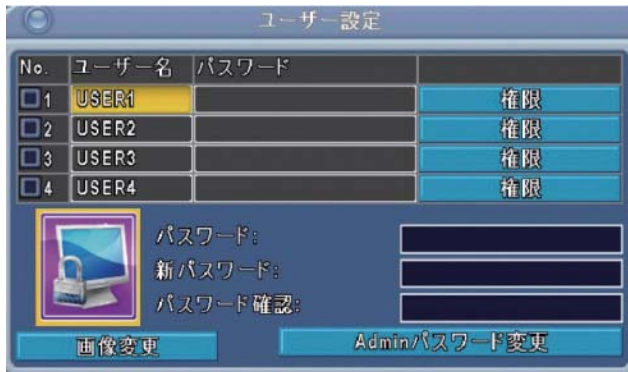 ユーザー設定
No. ユーザー名 パスワード
1 USER1 権限
2 USER2 権限
3 USER3 権限
4 USER4 権限
パスワード:
新パスワード:
パスワード確認:
画像変更 Adminパスワード変更